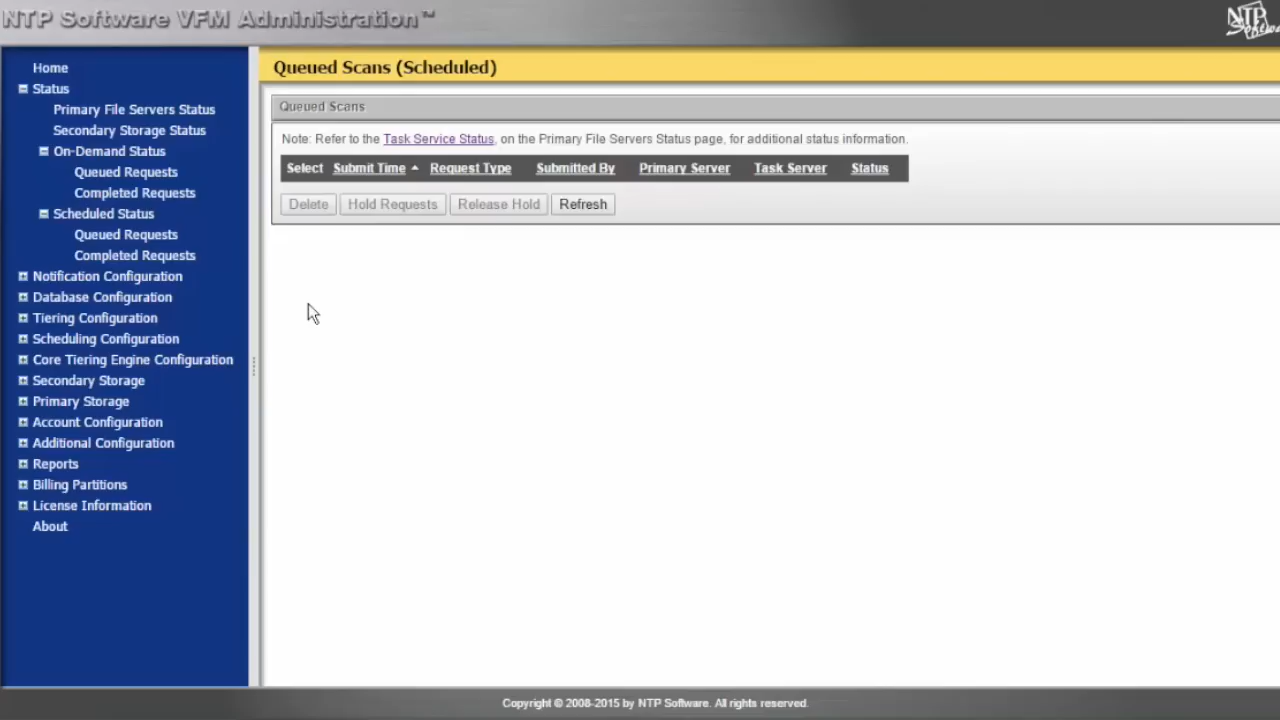 NTP Software VFM Administration™
NTP
Software
Home
Status
Primary File Servers Status
Secondary Storage Status
On-Demand Status
Queued Requests
Completed Requests
Scheduled Status
Queued Requests
Completed Requests
Notification Configuration
Database Configuration
Tiering Configuration
Scheduling Configuration
Core Tiering Engine Configuration
Secondary Storage
Primary Storage
Account Configuration
Additional Configuration
Reports
Billing Partitions
License Information
About
Queued Scans (Scheduled)
Queued Scans
Note: Refer to the Task Service Status, on the Primary File Servers Status page, for additional status information.
Select Submit Time Request Type Submitted By Primary Server Task Server Status
Delete Hold Requests Release Hold Refresh
Copyright © 2008-2015 by NTP Software. All rights reserved.